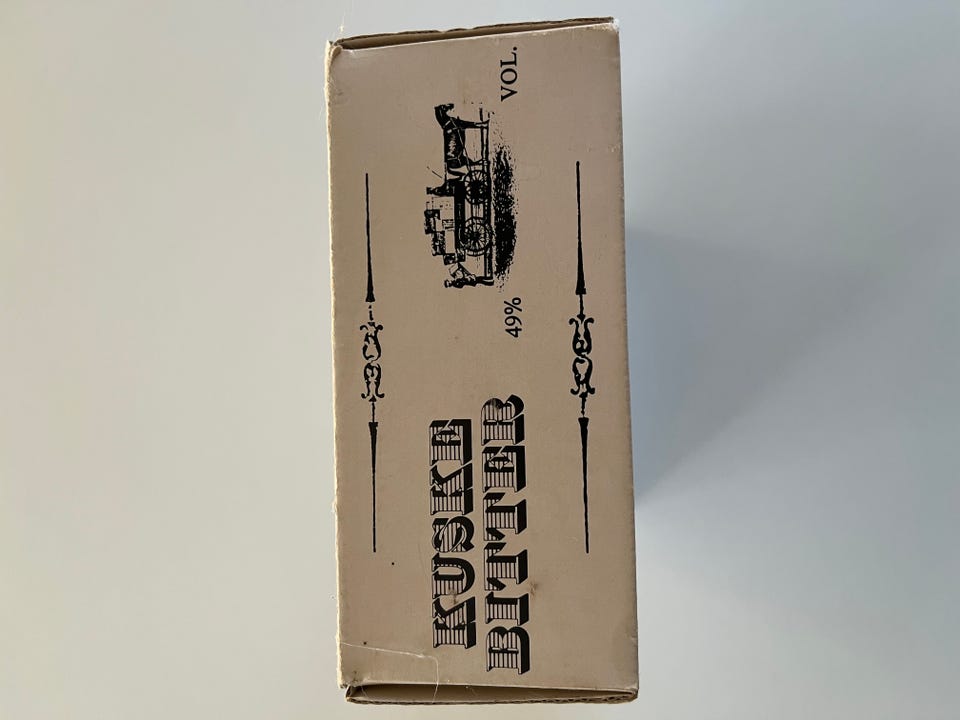 KUSKE
BITTER
49% VOL.